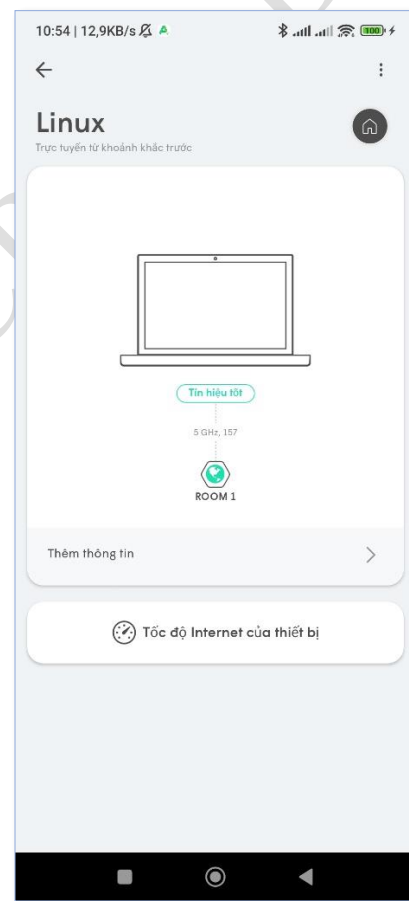 10:54 | 12,9KB/s
100
Linux
Trực tuyến từ khoảnh khắc trước
Tín hiệu tốt
5 GHz, 157
ROOM 1
Thêm thông tin
Tốc độ Internet của thiết bị